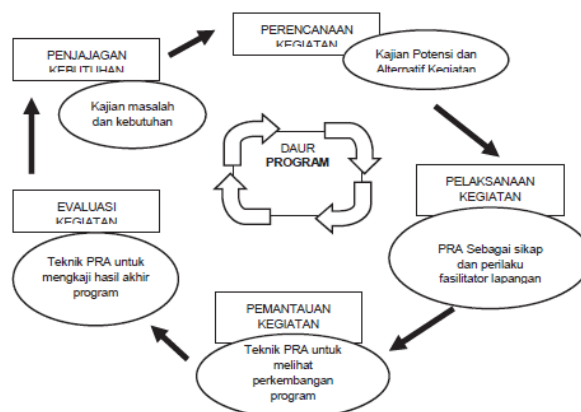 PERENCANAAN
KEGIATAN
Kajian Potensi dan
Alternatif Kegiatan
PENJAJAGAN
KEBUTUHAN
Kajian masalah
dan kebutuhan
DAUR
PROGRAM
PELAKSANAAN
KEGIATAN
PRA Sebagai sikap
dan perilaku
fasilitator lapangan
EVALUASI
KEGIATAN
Teknik PRA untuk
mengkaji hasil akhir
program
PEMANTAUAN
KEGIATAN
Teknik PRA untuk
melihat
perkembangan
program